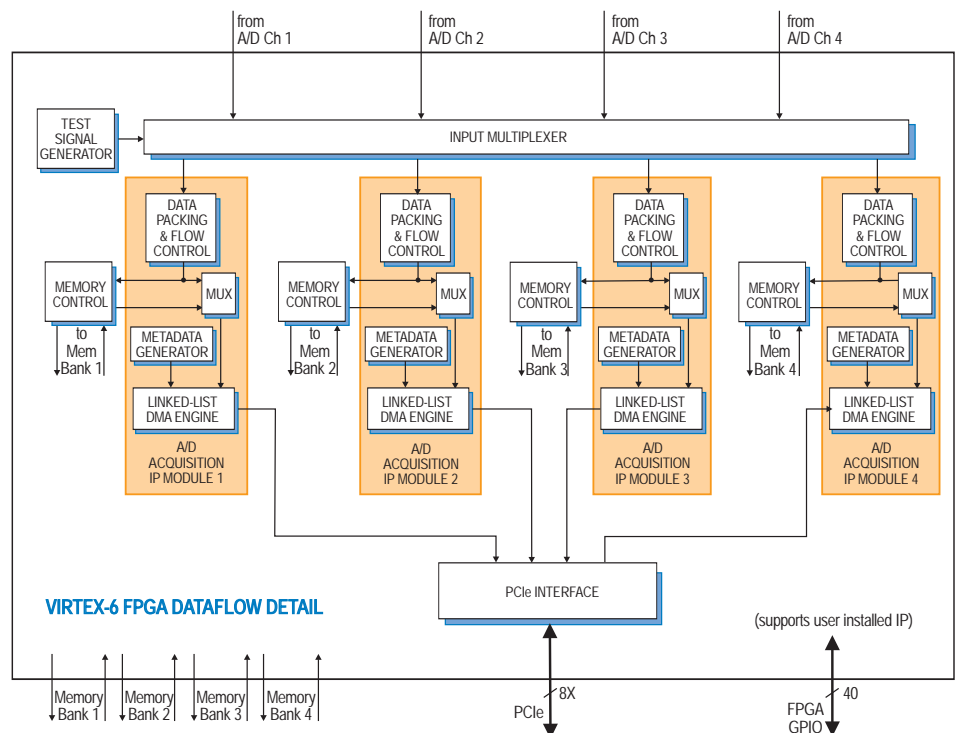 from
A/D Ch 1
from
A/D Ch 2
from
A/D Ch 3
from
A/D Ch 4
TEST
SIGNAL
GENERATOR
INPUT MULTIPLEXER
DATA
PACKING
& FLOW
CONTROL
MEMORY
CONTROL
MUX
to
Mem
Bank 1
METADATA
GENERATOR
LINKED-LIST
DMA ENGINE
A/D
ACQUISITION
IP MODULE 1
DATA
PACKING
& FLOW
CONTROL
MEMORY
CONTROL
MUX
to
Mem
Bank 2
METADATA
GENERATOR
LINKED-LIST
DMA ENGINE
A/D
ACQUISITION
IP MODULE 2
DATA
PACKING
& FLOW
CONTROL
MEMORY
CONTROL
MUX
to
Mem
Bank 3
METADATA
GENERATOR
LINKED-LIST
DMA ENGINE
A/D
ACQUISITION
IP MODULE 3
DATA
PACKING
& FLOW
CONTROL
MEMORY
CONTROL
MUX
to
Mem
Bank 4
METADATA
GENERATOR
LINKED-LIST
DMA ENGINE
A/D
ACQUISITION
IP MODULE 4
PCIe INTERFACE
VIRTEX-6 FPGA DATAFLOW DETAIL
(supports user installed IP)
Memory
Bank 1
Memory
Bank 2
Memory
Bank 3
Memory
Bank 4
8X
PCIe
40
FPGA
GPIO